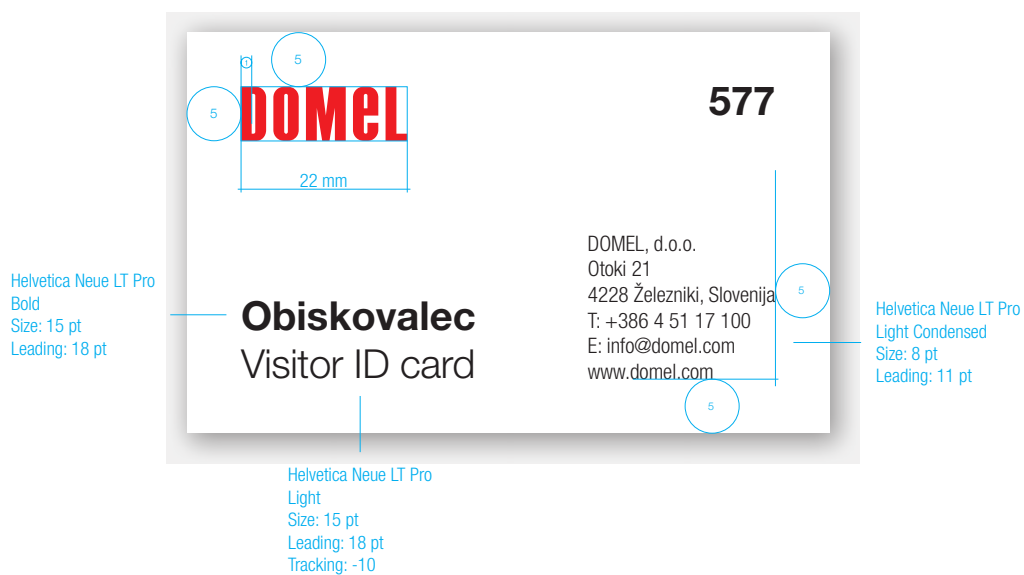 1
5
5
DOMEL
577
22 mm
DOMEL, d.o.o.
Otoki 21
4228 Železniki, Slovenija
T: +386 4 51 17 100
E: info@domel.com
www.domel.com
5
5
Helvetica Neue LT Pro
Bold
Size: 15 pt
Leading: 18 pt
Obiskovalec
Visitor ID card
Helvetica Neue LT Pro
Light Condensed
Size: 8 pt
Leading: 11 pt
Helvetica Neue LT Pro
Light
Size: 15 pt
Leading: 18 pt
Tracking: -10